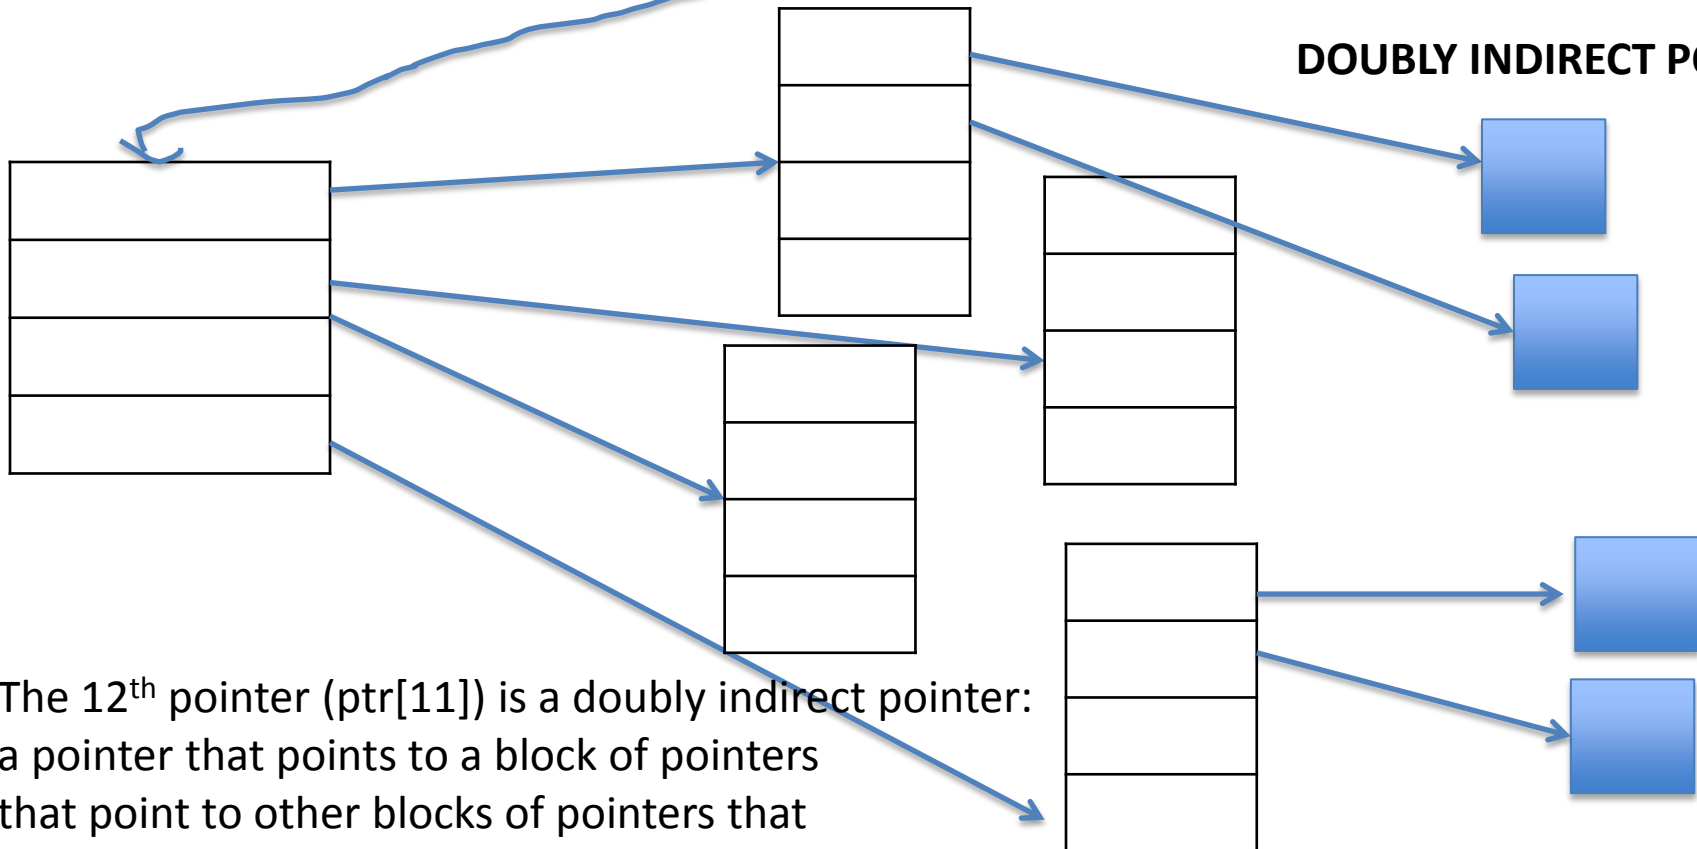 DOUBLY INDIRECT
The 12th pointer (ptr[11]) is a doubly indirect pointer:
a pointer that points to a block of pointers
that point to other blocks of pointers that